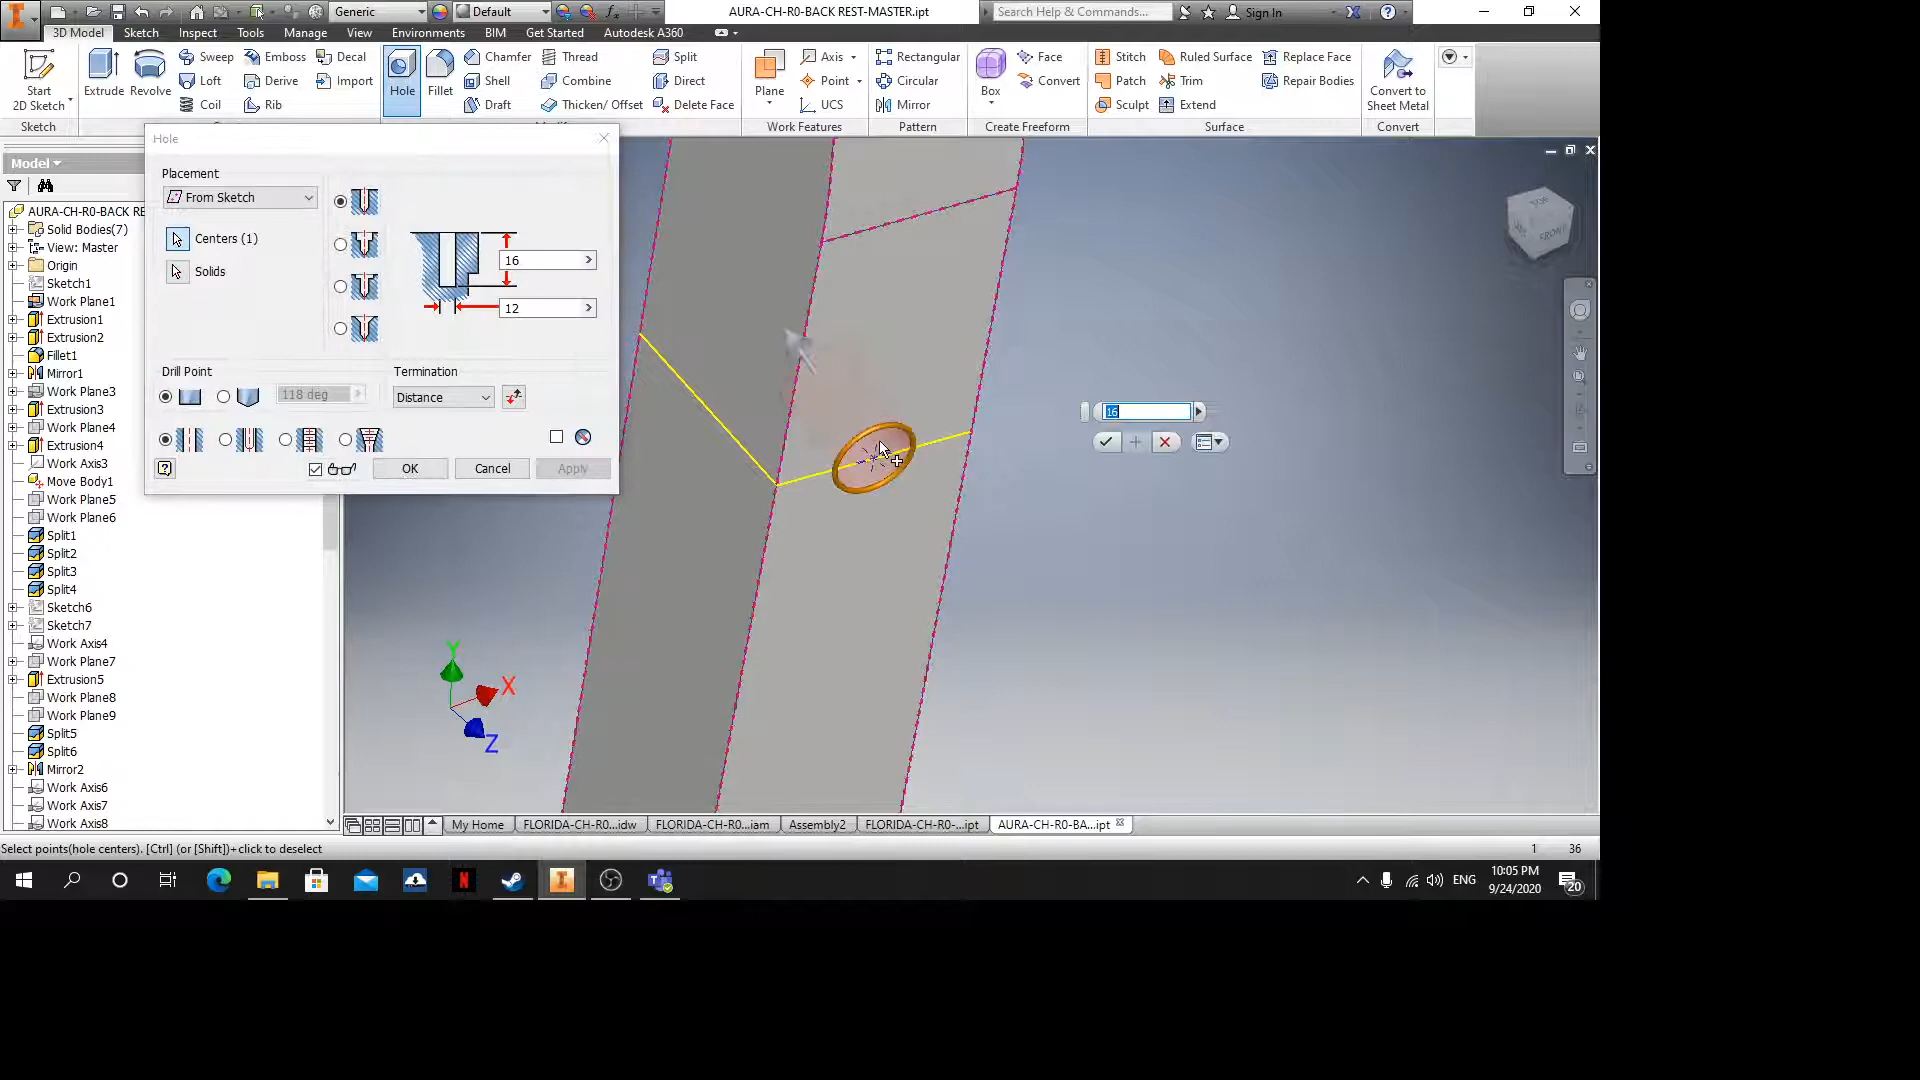 Generic
Default
AURA-CH-R0-BACK REST-MASTER.ipt
Search Help & Commands...
Sign In
3D Model
Sketch
Inspect
Tools
Manage
View
Environments
BIM
Get Started
Autodesk A360
Start
2D Sketch
Extrude
Revolve
Sweep
Emboss
Decal
Loft
Derive
Import
Coil
Rib
Hole
Fillet
Chamfer
Thread
Split
Shell
Combine
Direct
Draft
Thicken/ Offset
Delete Face
Plane
Axis
Point
UCS
Rectangular
Circular
Mirror
Box
Face
Convert
Stitch
Ruled Surface
Replace Face
Patch
Trim
Repair Bodies
Sculpt
Extend
Convert to
Sheet Metal
Sketch
Work Features
Pattern
Create Freeform
Surface
Convert
Model
AURA-CH-R0-BACK RE
Solid Bodies(7)
View: Master
Origin
Sketch1
Work Plane1
Extrusion1
Extrusion2
Fillet1
Mirror1
Work Plane3
Extrusion3
Work Plane4
Extrusion4
Work Axis3
Move Body1
Work Plane5
Work Plane6
Split1
Split2
Split3
Split4
Sketch6
Sketch7
Work Axis4
Work Plane7
Extrusion5
Work Plane8
Work Plane9
Split5
Split6
Mirror2
Work Axis6
Work Axis7
Work Axis8
Hole
Placement
From Sketch
Centers (1)
Solids
16
12
Drill Point
118 deg
Termination
Distance
OK
Cancel
Apply
16
TOP
FRONT
Y
X
Z
My Home
FLORIDA-CH-R0...idw
FLORIDA-CH-R0...iam
Assembly2
FLORIDA-CH-R0-...ipt
AURA-CH-R0-BA...ipt
Select points(hole centers). [Ctrl] (or [Shift])+click to deselect
1
36
ENG
10:05 PM
9/24/2020
20